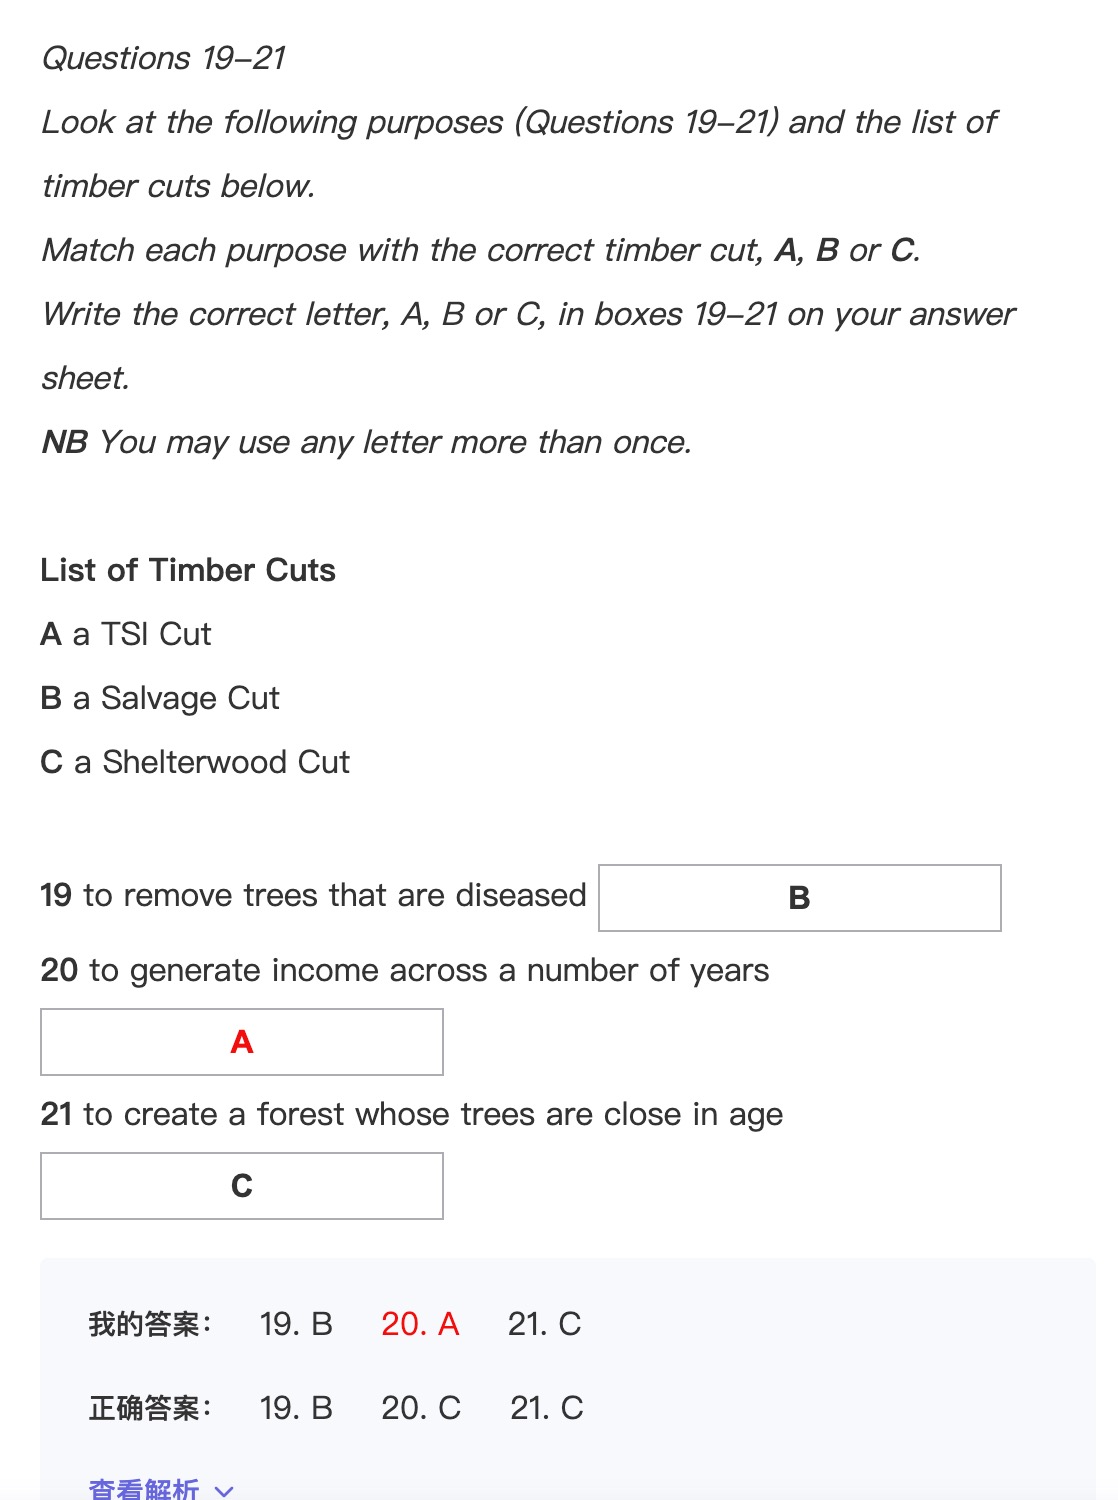 Questions 19–21
Look at the following purposes (Questions 19–21) and the list of
timber cuts below.
Match each purpose with the correct timber cut, A, B or C.
Write the correct letter, A, B or C, in boxes 19–21 on your answer
sheet.
NB You may use any letter more than once.
List of Timber Cuts
A a TSI Cut
B a Salvage Cut
C a Shelterwood Cut
19 to remove trees that are diseased B
20 to generate income across a number of years
A
21 to create a forest whose trees are close in age
C
我的答案： 19. B 20. A 21. C
正确答案： 19. B 20. C 21. C
查看解析